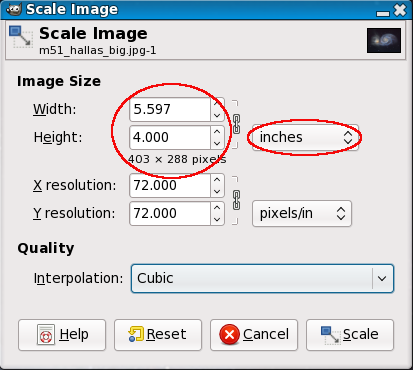 Scale Image
Scale Image
m51_hallas_big.jpg-1
Image Size
Width: 5.597
Height: 4.000 inches
403 × 288 pixels
X resolution: 72.000
Y resolution: 72.000 pixels/in
Quality
Interpolation: Cubic
Help Reset Cancel Scale